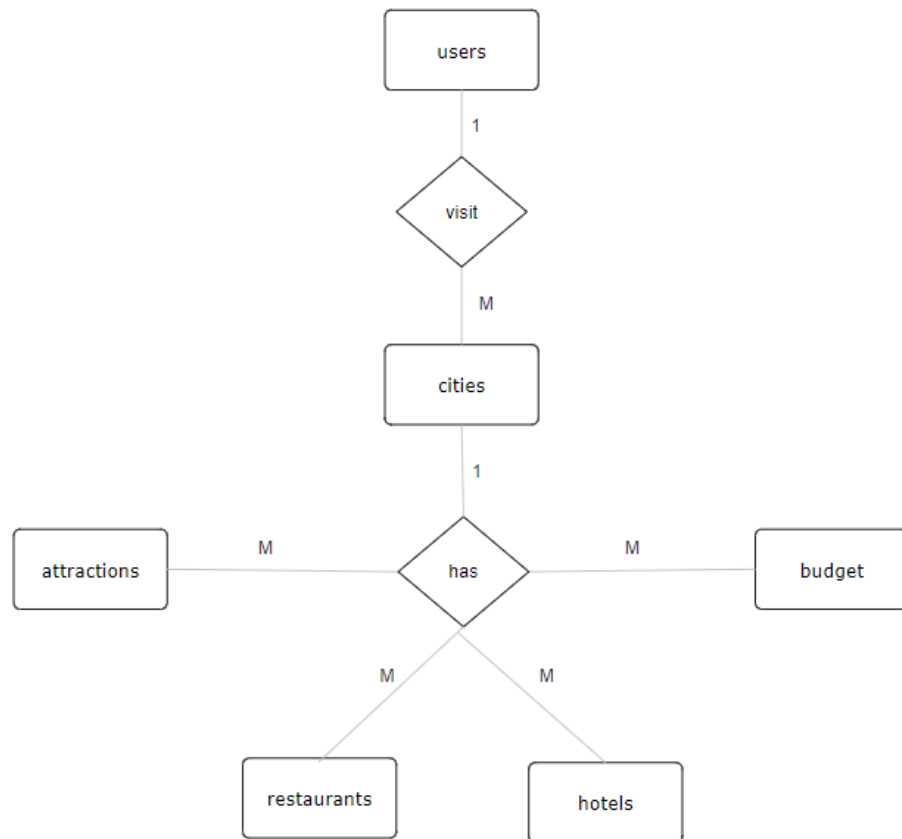 users
1
visit
M
cities
1
M
M
attractions
has
budget
M
M
restaurants
hotels